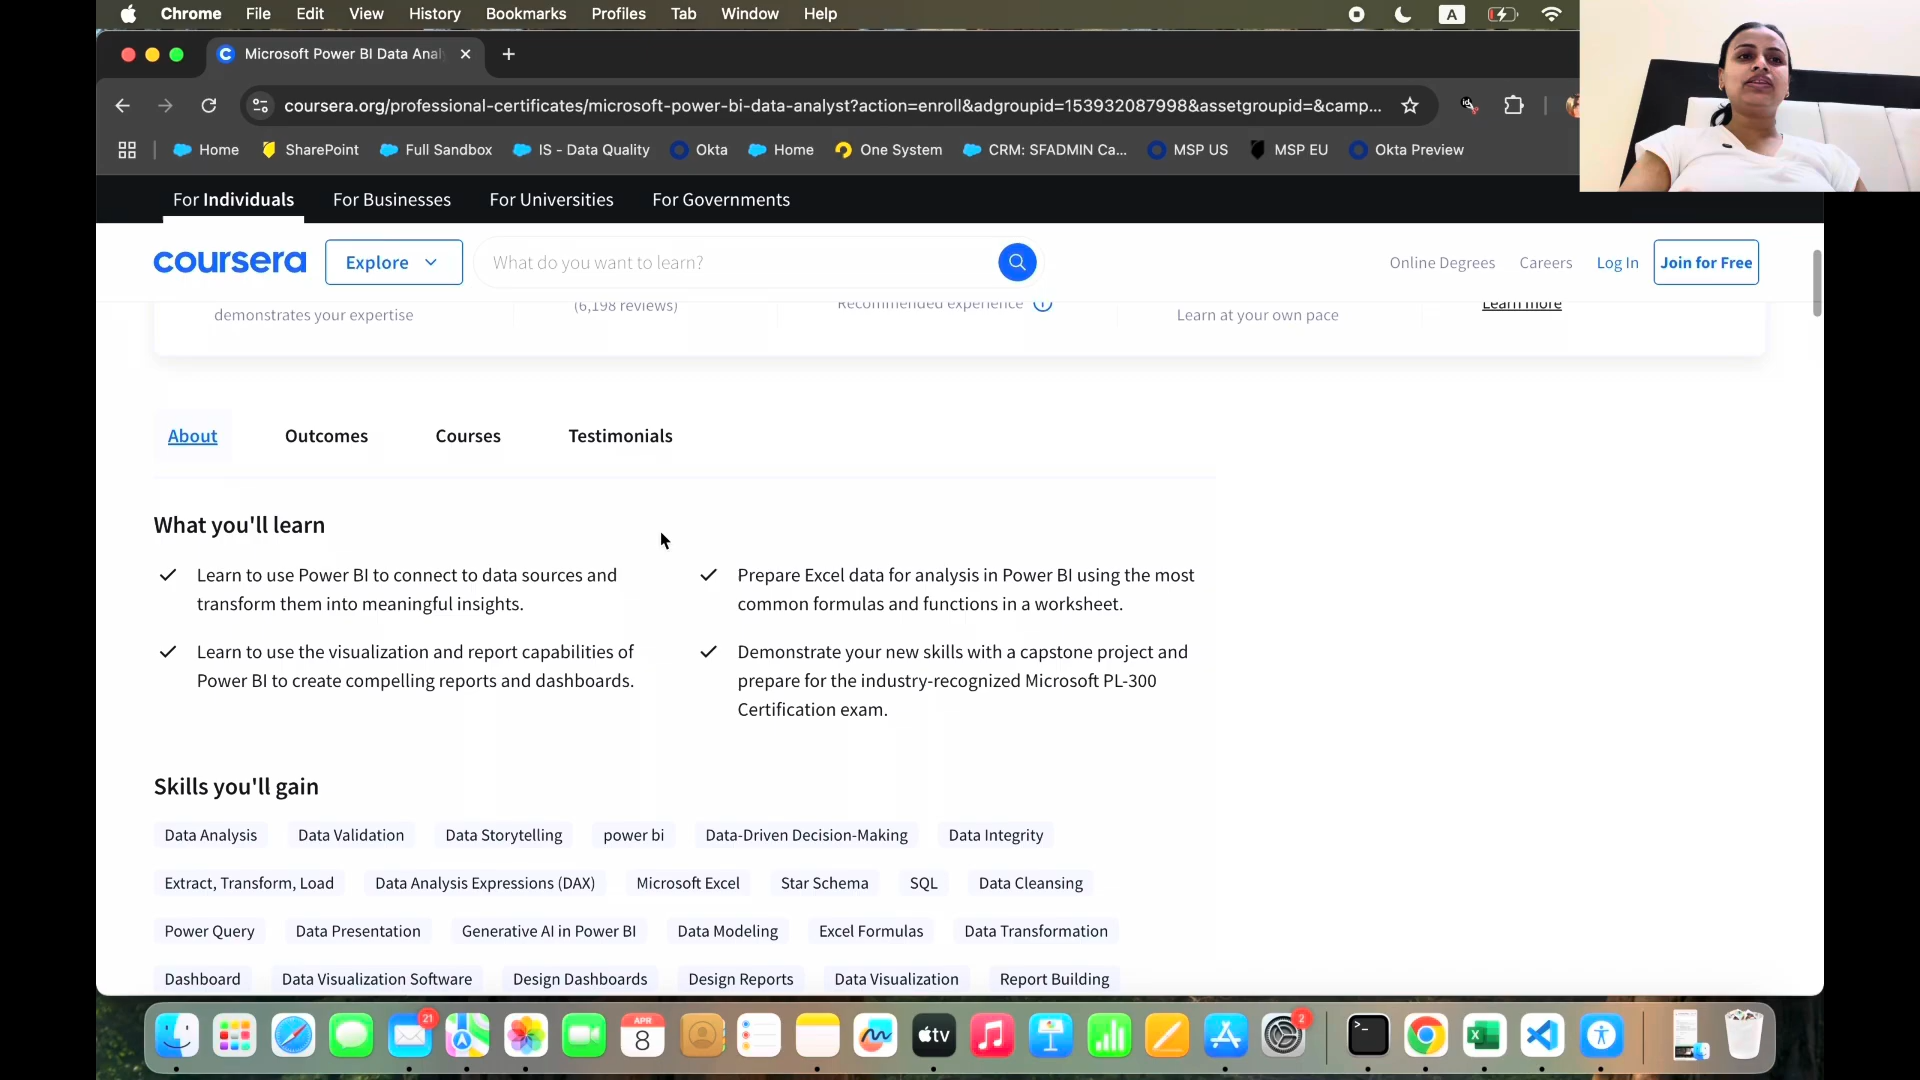 Chrome File Edit View History Bookmarks Profiles Tab Window Help
A
Microsoft Power BI Data Anal
coursera.org/professional-certificates/microsoft-power-bi-data-analyst?action=enroll&adgroupid=153932087998&assetgroupid=&camp...
Home SharePoint Full Sandbox IS - Data Quality Okta Home One System CRM: SFADMIN Ca... MSP US MSP EU Okta Preview
For Individuals For Businesses For Universities For Governments
coursera Explore What do you want to learn? Online Degrees Careers Log In Join for Free
demonstrates your expertise
(6,198 reviews)
Recommended experience
Learn at your own pace
Learn more
About Outcomes Courses Testimonials
What you'll learn
Learn to use Power BI to connect to data sources and
transform them into meaningful insights.
Prepare Excel data for analysis in Power BI using the most
common formulas and functions in a worksheet.
Learn to use the visualization and report capabilities of
Power BI to create compelling reports and dashboards.
Demonstrate your new skills with a capstone project and
prepare for the industry-recognized Microsoft PL-300
Certification exam.
Skills you'll gain
Data Analysis Data Validation Data Storytelling power bi Data-Driven Decision-Making Data Integrity
Extract, Transform, Load Data Analysis Expressions (DAX) Microsoft Excel Star Schema SQL Data Cleansing
Power Query Data Presentation Generative AI in Power BI Data Modeling Excel Formulas Data Transformation
Dashboard Data Visualization Software Design Dashboards Design Reports Data Visualization Report Building
21
APR
8
tv
2